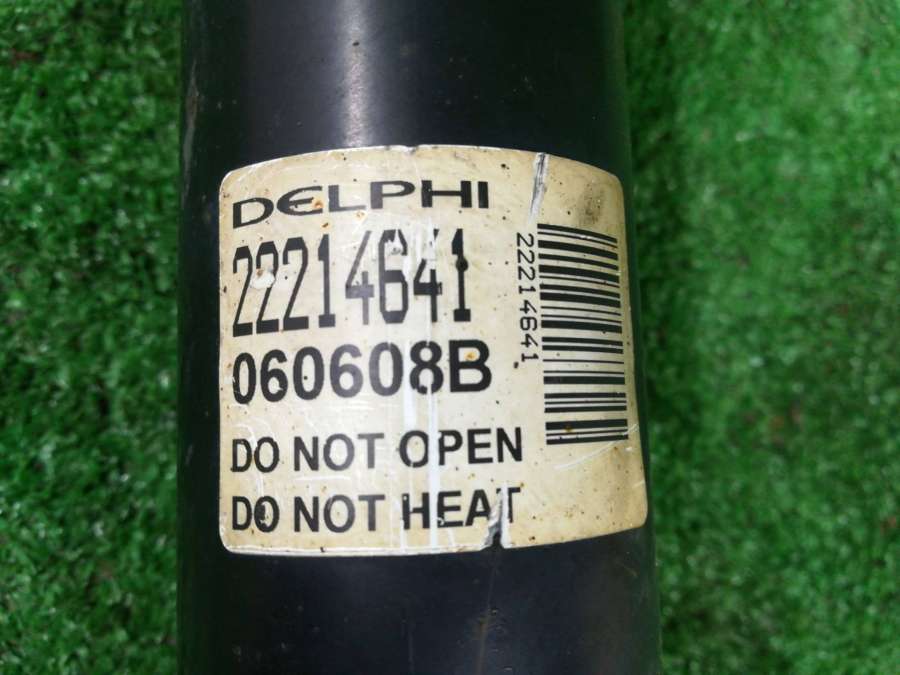 DELPHI
22214641
060608B
DO NOT OPEN
DO NOT HEAT
22214641